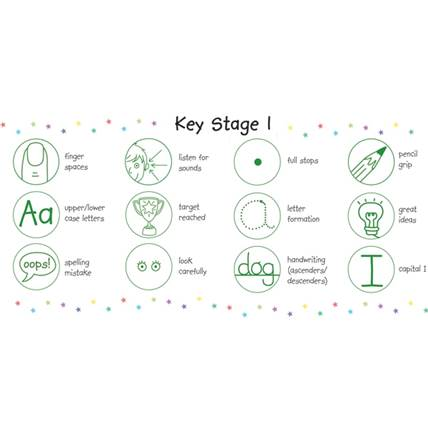 Key Stage 1
finger
spaces
listen for
sounds
full stops
pencil
grip
Aa
upper/lower
case letters
target
reached
a
letter
formation
great
ideas
oops!
spelling
mistake
look
carefully
dog
handwriting
(ascenders/
descenders)
I
capital I